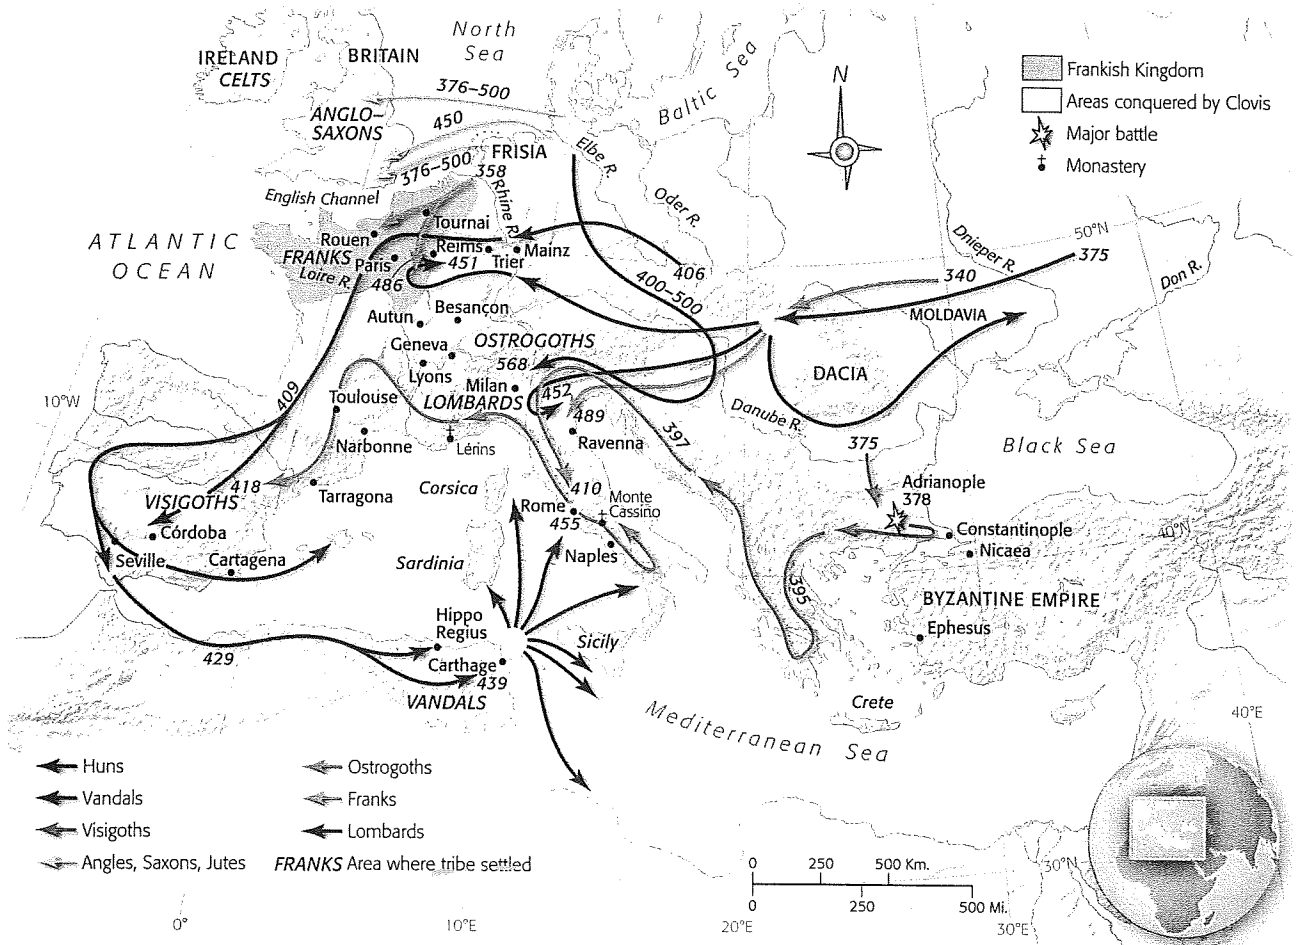 North
Sea
IRELAND
CELTS
BRITAIN
Baltic Sea
N
Frankish Kingdom
Areas conquered by Clovis
Major battle
Monastery
376–500
ANGLO–
SAXONS
450
FRISIA
Elbe R.
376–500
358
English Channel
Rhine R.
Oder R.
Tournai
ATLANTIC
OCEAN
Rouen
FRANKS
Reims
Mainz
Paris
451
Trier
Loire R.
486
406
400–500
Dnieper R.
50°N
375
Don R.
340
MOLDAVIA
Besançon
Autun
Geneva
OSTROGOTHS
568
Lyons
Milan
LOMBARDS
452
DACIA
10°W
409
Toulouse
489
Danube R.
Narbonne
Lérins
Ravenna
397
375
Black Sea
VISIGOTHS
418
Tarragona
Corsica
410
Rome
455
Monte
Cassino
Adrianople
378
Córdoba
Constantinople
40°N
Nicaea
Seville
Cartagena
Sardinia
Naples
395
BYZANTINE EMPIRE
Hippo
Regius
Sicily
Ephesus
429
Carthage
439
VANDALS
Crete
Mediterranean Sea
40°E
Huns
Vandals
Visigoths
Angles, Saxons, Jutes
Ostrogoths
Franks
Lombards
FRANKS Area where tribe settled
0 250 500 Km.
0 250 500 Mi.
30°N
0°
10°E
20°E
30°E